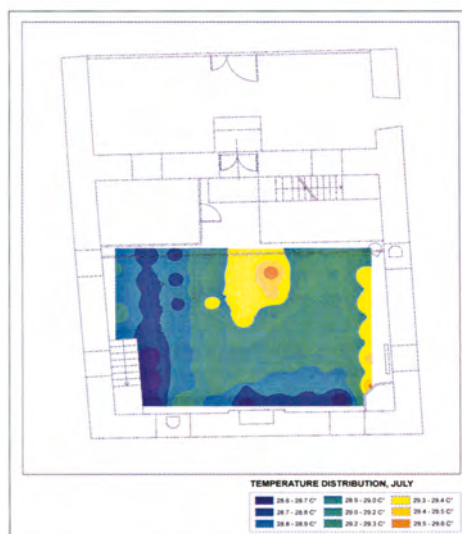 TEMPERATURE DISTRIBUTION, JULY
28.6 - 28.7 C° 28.9 - 29.0 C° 29.3 - 29.4 C°
28.7 - 28.8 C° 29.0 - 29.2 C° 29.4 - 29.5 C°
28.8 - 28.9 C° 29.2 - 29.3 C° 29.5 - 29.6 C°